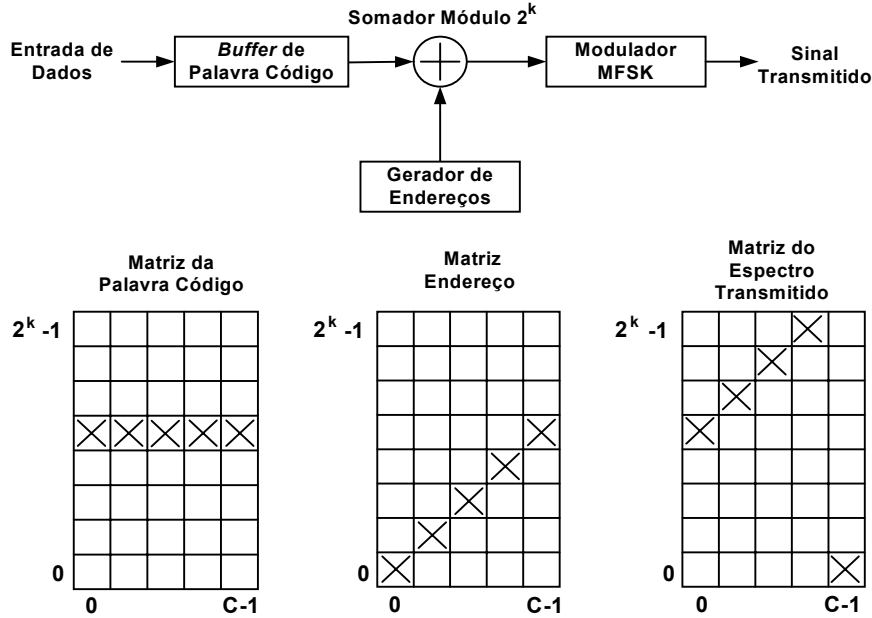 Somador Módulo 2^k
Entrada de
Dados
Buffer de
Palavra Código
Modulador
MFSK
Sinal
Transmitido
Gerador de
Endereços
Matriz da
Palavra Código
2^k -1
0
0
C-1
Matriz
Endereço
2^k -1
0
0
C-1
Matriz do
Espectro
Transmitido
2^k -1
0
0
C-1